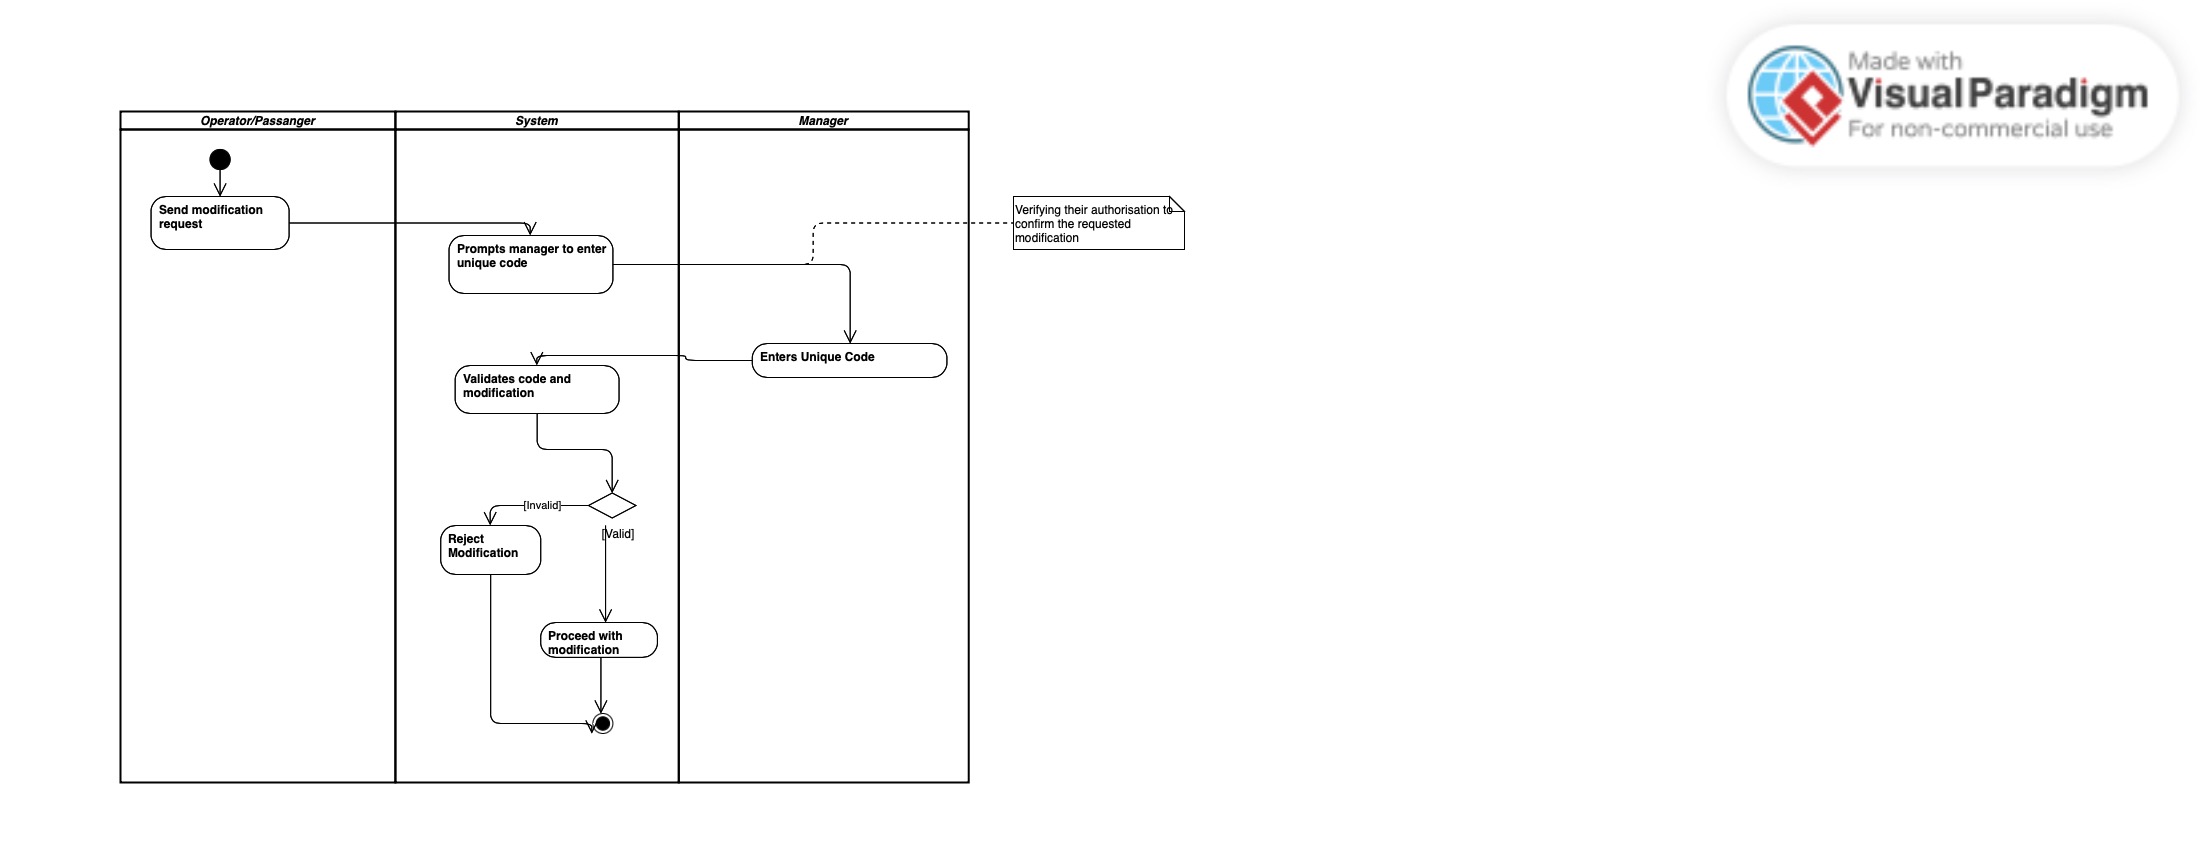 Made with
Visual Paradigm
For non-commercial use
Operator/Passanger
System
Manager
Send modification
request
Verifying their authorisation to
confirm the requested
modification
Prompts manager to enter
unique code
Enters Unique Code
Validates code and
modification
[Invalid]
[Valid]
Reject
Modification
Proceed with
modification